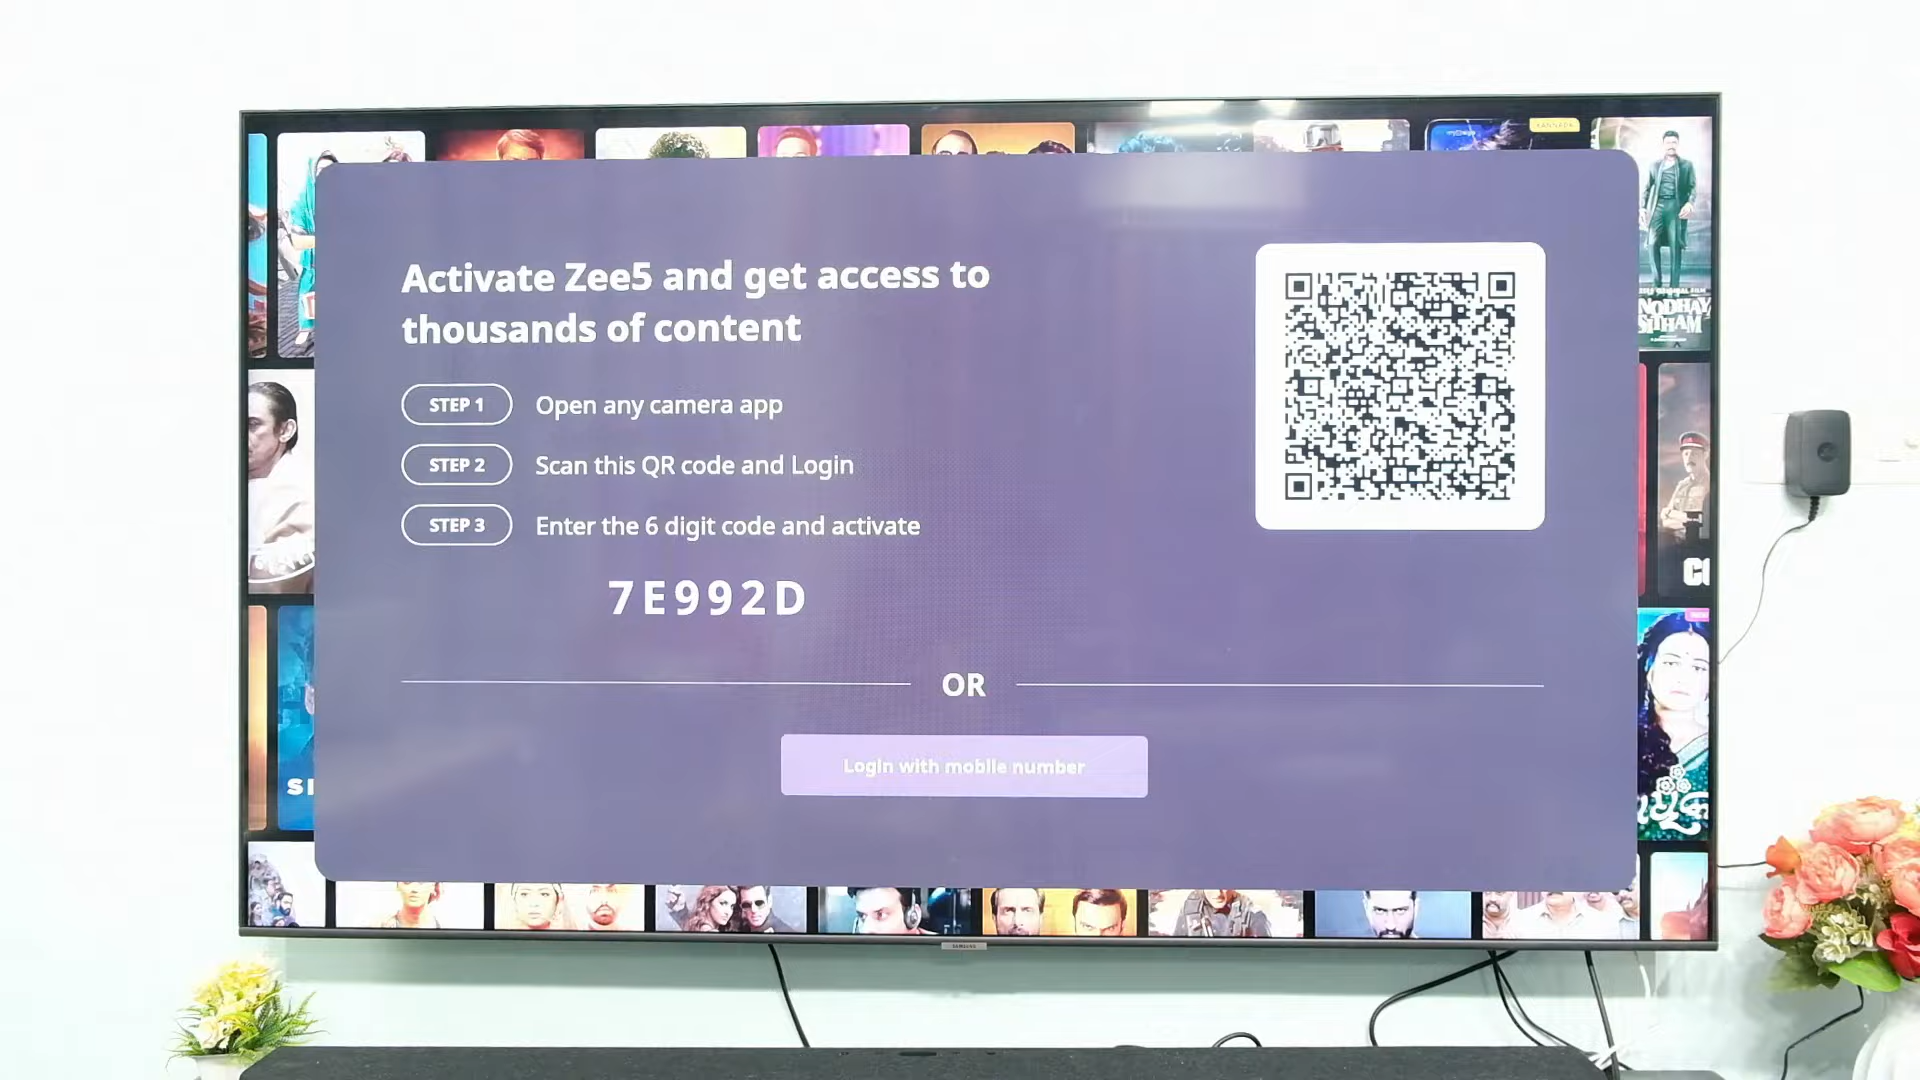 KANNADA
Activate Zee5 and get access to
thousands of content
STEP 1 Open any camera app
STEP 2 Scan this QR code and Login
STEP 3 Enter the 6 digit code and activate
7E992D
OR
Login with mobile number
SAMSUNG